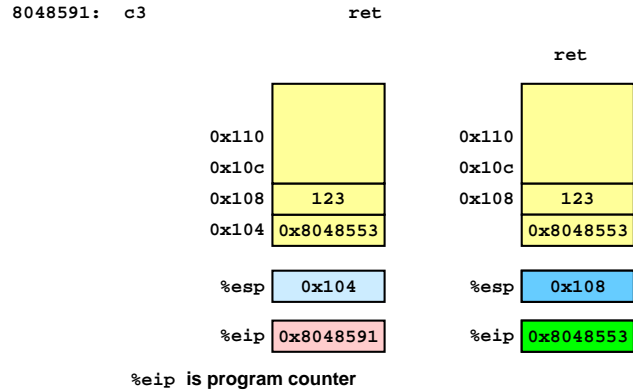 8048591: c3 ret
ret
0x110 0x110
0x10c 0x10c
0x108 123 0x108 123
0x104 0x8048553 0x8048553
%esp 0x104 %esp 0x108
%eip 0x8048591 %eip 0x8048553
%eip is program counter